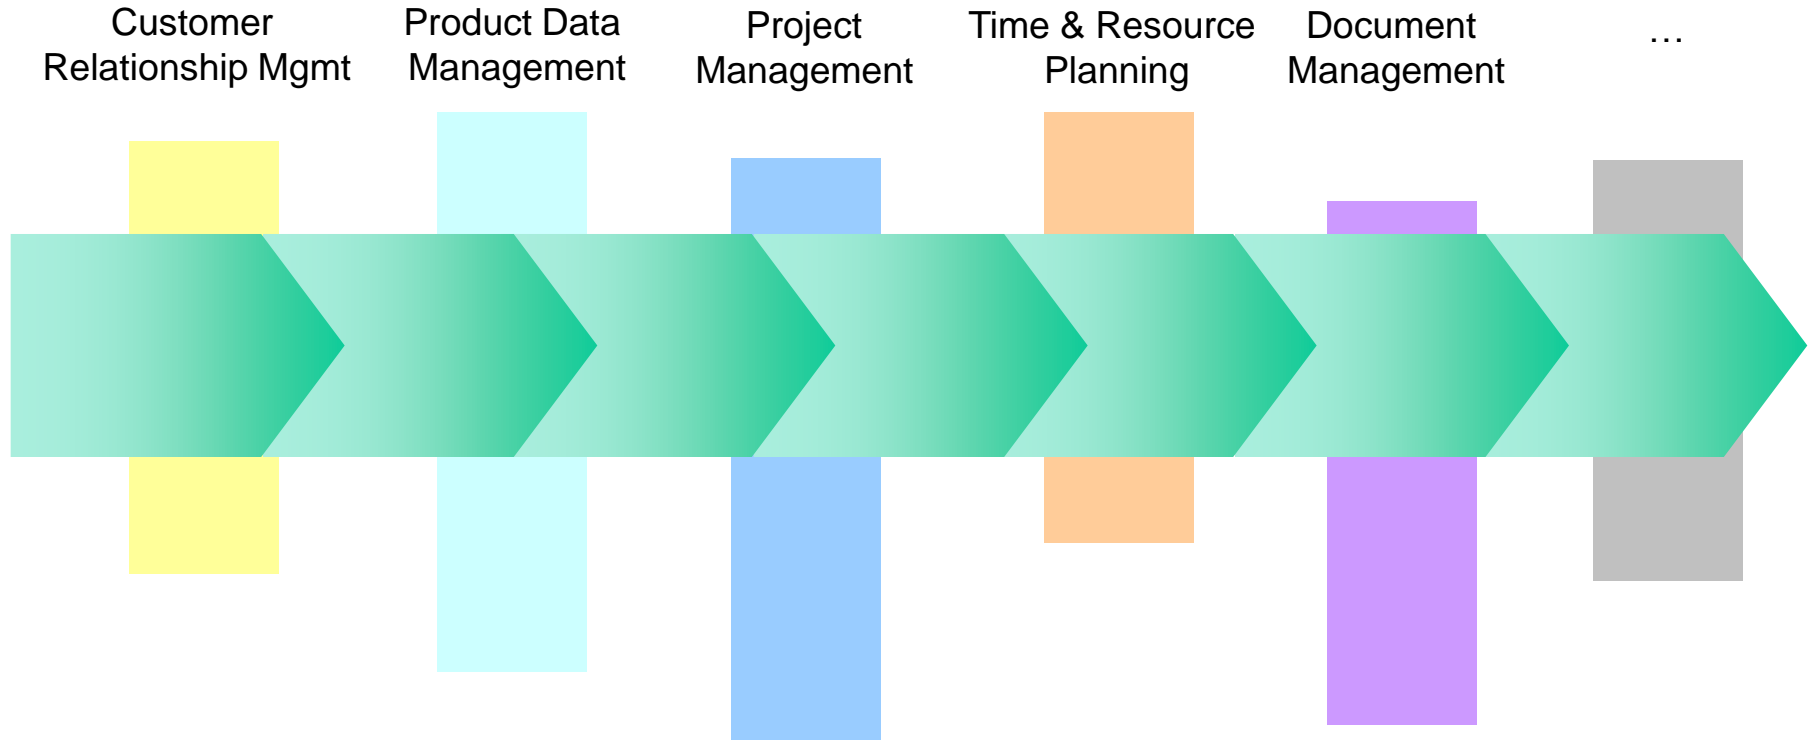 Customer
Relationship Mgmt
Product Data
Management
Project
Management
Time & Resource
Planning
Document
Management
…